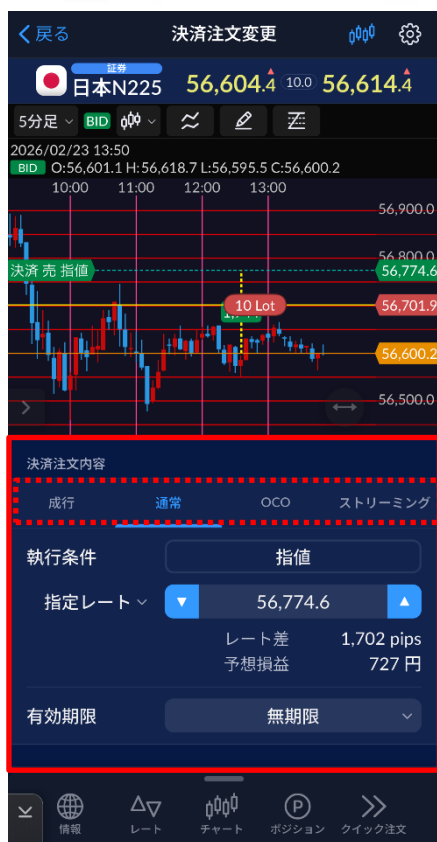 戻る 決済注文変更
証券
日本N225 56,604.4 10.0 56,614.4
5分足 BID
2026/02/23 13:50
BID O:56,601.1 H:56,618.7 L:56,595.5 C:56,600.2
10:00 11:00 12:00 13:00
56,900.0
56,800.0
決済 売 指値 56,774.6
10 Lot 56,701.9
56,600.2
56,500.0
決済注文内容
成行 通常 OCO ストリーミング
執行条件 指値
指定レート 56,774.6
レート差 1,702 pips
予想損益 727 円
有効期限 無期限
情報 レート チャート ポジション クイック注文